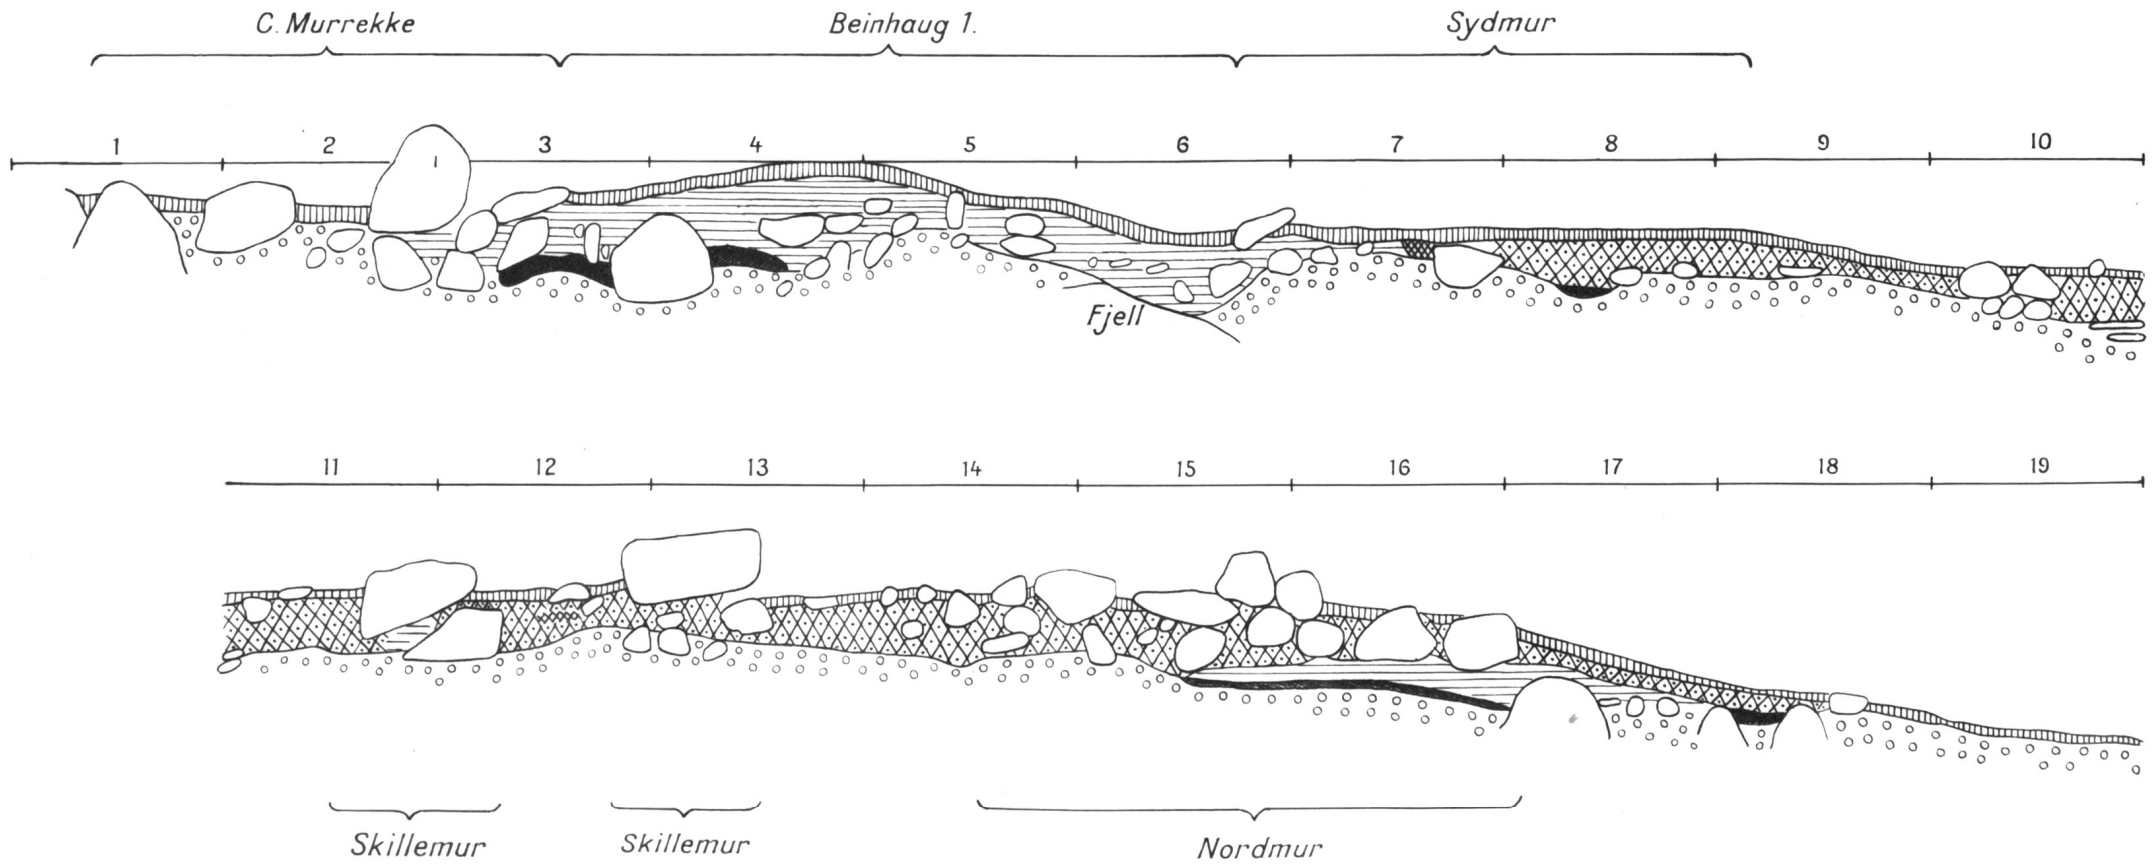 C. Murrekke Beinhaug 1. Sydmur
1 2 3 4 5 6 7 8 9 10
Fjell
11 12 13 14 15 16 17 18 19
Skillemur Skillemur Nordmur